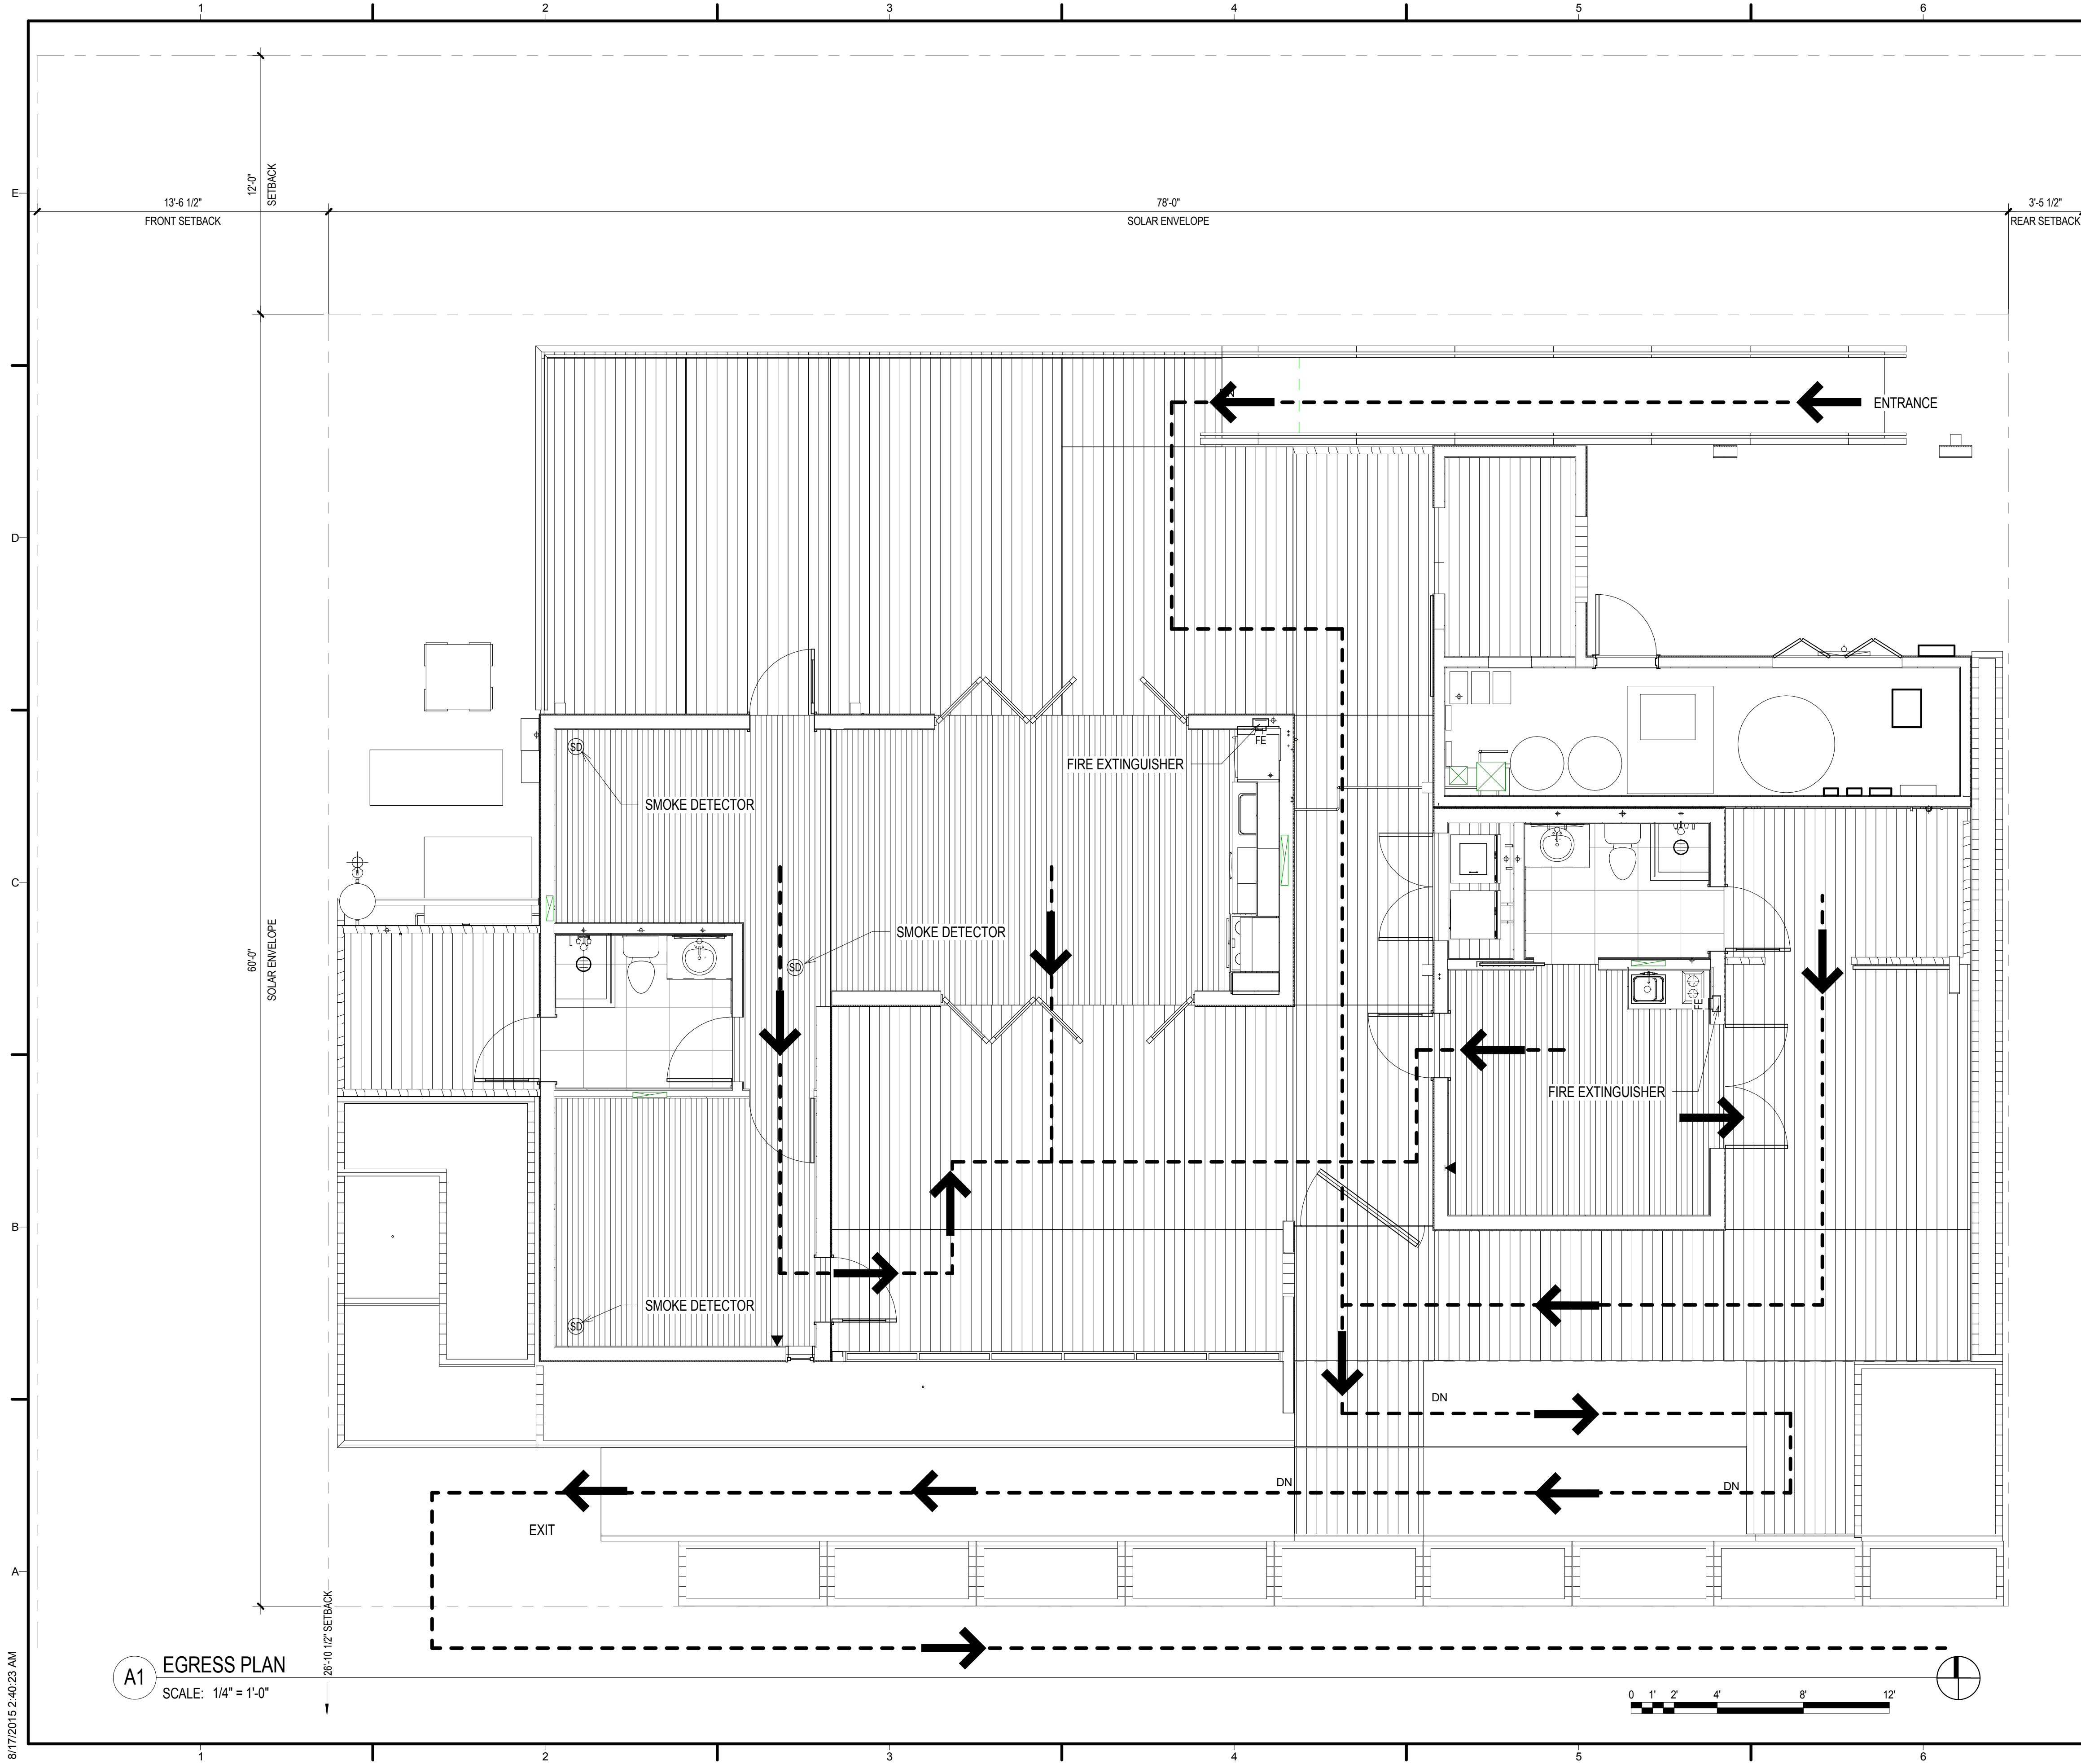 1 2 3 4 5 6
12'-0"
SETBACK
E
13'-6 1/2"
FRONT SETBACK
78'-0"
SOLAR ENVELOPE
3'-5 1/2"
REAR SETBACK
DN
ENTRANCE
D
SD
FE
FIRE EXTINGUISHER
SMOKE DETECTOR
C
SMOKE DETECTOR
SD
60'-0"
SOLAR ENVELOPE
FE
FIRE EXTINGUISHER
B
SMOKE DETECTOR
SD
DN
DN
DN
EXIT
A
26'-10 1/2" SETBACK
A1
EGRESS PLAN
SCALE: 1/4" = 1'-0"
0 1' 2' 4' 8' 12'
8/17/2015 2:40:23 AM
1 2 3 4 5 6